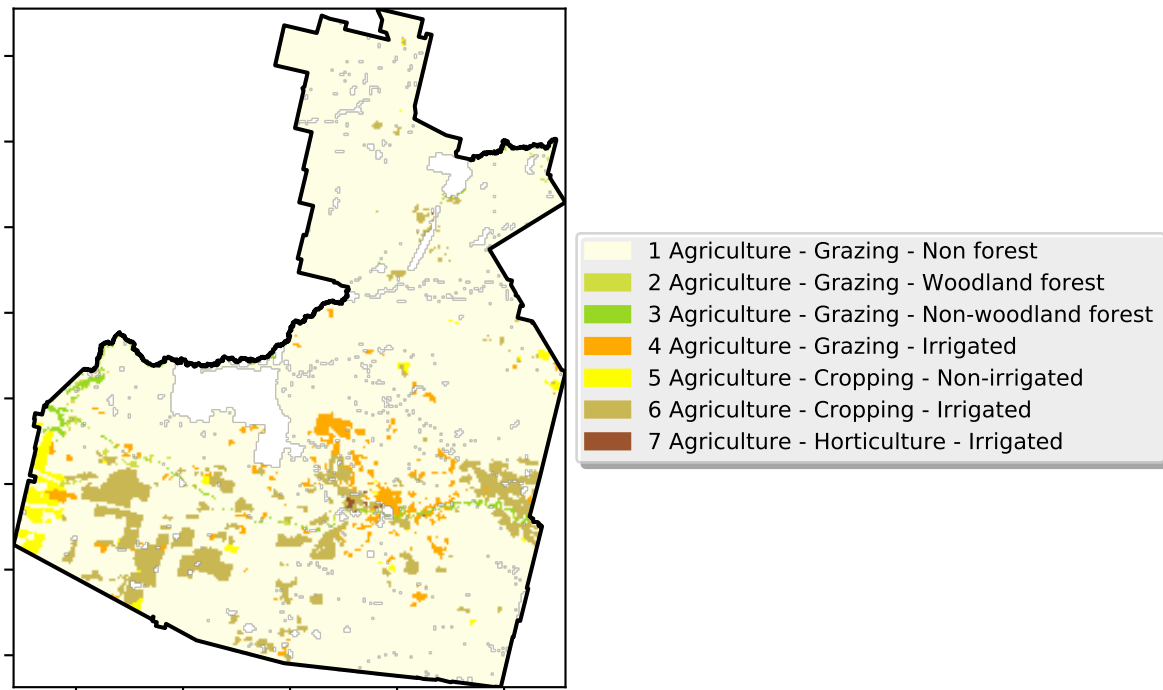 1 Agriculture - Grazing - Non forest
2 Agriculture - Grazing - Woodland forest
3 Agriculture - Grazing - Non-woodland forest
4 Agriculture - Grazing - Irrigated
5 Agriculture - Cropping - Non-irrigated
6 Agriculture - Cropping - Irrigated
7 Agriculture - Horticulture - Irrigated